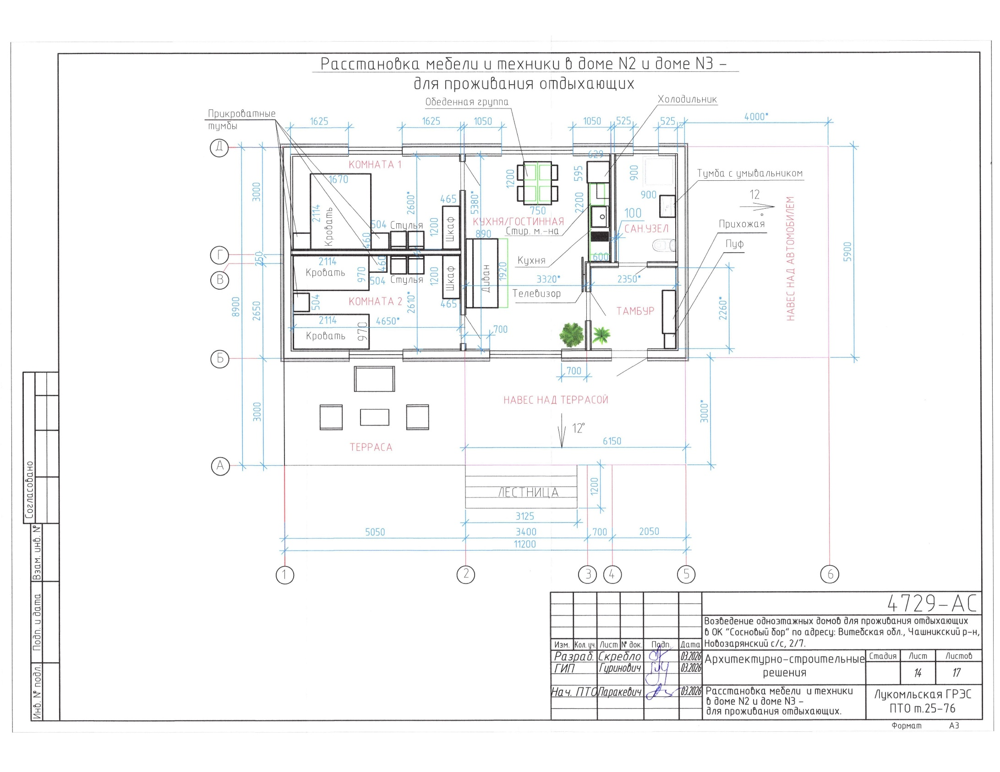 Расстановка мебели и техники в доме N2 и доме N3 -
для проживания отдыхающих
Обеденная группа
Холодильник
Прикроватные
тумбы
1625
1625
1050
1050
525
525
4000*
Д
КОМНАТА 1
629
1670
1200
595
900
Тумба с умывальником
3000
2114
Кровать
2600*
465
5380*
2200
900
12
°
750
КУХНЯ/ГОСТИННАЯ
100
504
Стулья
1200
Шкаф
890
Стир. м.-на
САН.УЗЕЛ
Прихожая
460
Пуф
НАВЕС НАД АВТОМОБИЛЕМ
5900
Г
250
2114
Кровать
970
460
504
Стулья
1200
Шкаф
Диван
1920
Кухня
600
В
3320*
2350*
8900
2650
504
КОМНАТА 2
2610*
465
Телевизор
ТАМБУР
2260*
2114
4650*
Кровать
970
700
Б
700
НАВЕС НАД ТЕРРАСОЙ
3000
3000*
12°
ТЕРРАСА
6150
А
ЛЕСТНИЦА
1200
3125
5050
3400
700
2050
11200
1
2
3
4
5
6
Согласовано
Взам. инв. №
Подп. и дата
Инв. № подл.
4729-АС
Возведение одноэтажных домов для проживания отдыхающих
в ОК "Сосновый бор" по адресу: Витебская обл., Чашникский р-н,
Новозарянский с/с, 2/7.
Изм. Кол. уч. Лист № док. Подп. Дата
Разраб. Скребло 03.2026
ГИП Гуринович 03.2026
Нач. ПТО Паракевич 03.2026
Архитектурно-строительные
решения
Стадия Лист Листов
14 17
Расстановка мебели и техники
в доме N2 и доме N3 -
для проживания отдыхающих.
Лукомльская ГРЭС
ПТО т.25-76
Формат А3